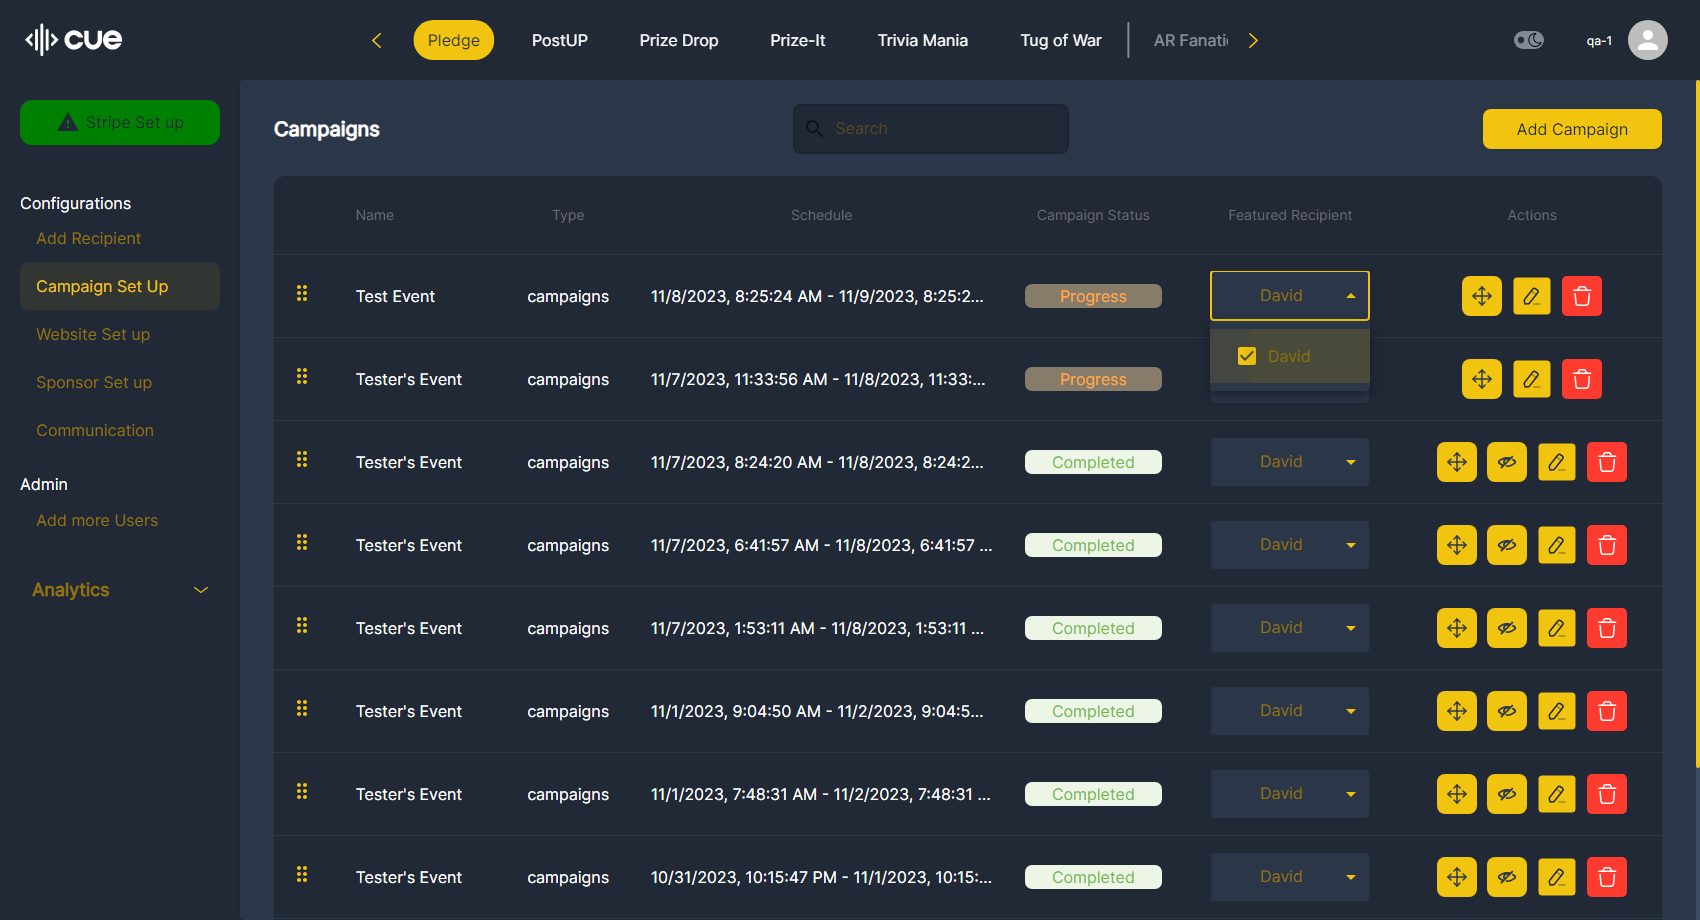 cue
Pledge
PostUP
Prize Drop
Prize-It
Trivia Mania
Tug of War
AR Fanati
qa-1
Stripe Set up
Configurations
Add Recipient
Campaign Set Up
Website Set up
Sponsor Set up
Communication
Admin
Add more Users
Analytics
Campaigns
Search
Add Campaign
Name Type Schedule Campaign Status Featured Recipient Actions
Test Event campaigns 11/8/2023, 8:25:24 AM - 11/9/2023, 8:25:2... Progress David
David
Tester's Event campaigns 11/7/2023, 11:33:56 AM - 11/8/2023, 11:33:... Progress
Tester's Event campaigns 11/7/2023, 8:24:20 AM - 11/8/2023, 8:24:2... Completed David
Tester's Event campaigns 11/7/2023, 6:41:57 AM - 11/8/2023, 6:41:57 ... Completed David
Tester's Event campaigns 11/7/2023, 1:53:11 AM - 11/8/2023, 1:53:11 ... Completed David
Tester's Event campaigns 11/1/2023, 9:04:50 AM - 11/2/2023, 9:04:5... Completed David
Tester's Event campaigns 11/1/2023, 7:48:31 AM - 11/2/2023, 7:48:31 ... Completed David
Tester's Event campaigns 10/31/2023, 10:15:47 PM - 11/1/2023, 10:15:... Completed David